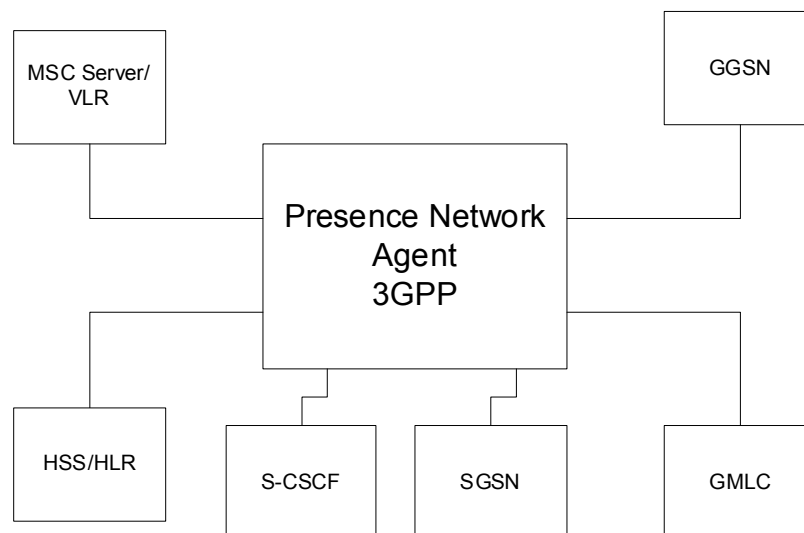 MSC Server/
VLR
GGSN
Presence Network
Agent
3GPP
HSS/HLR
S-CSCF
SGSN
GMLC